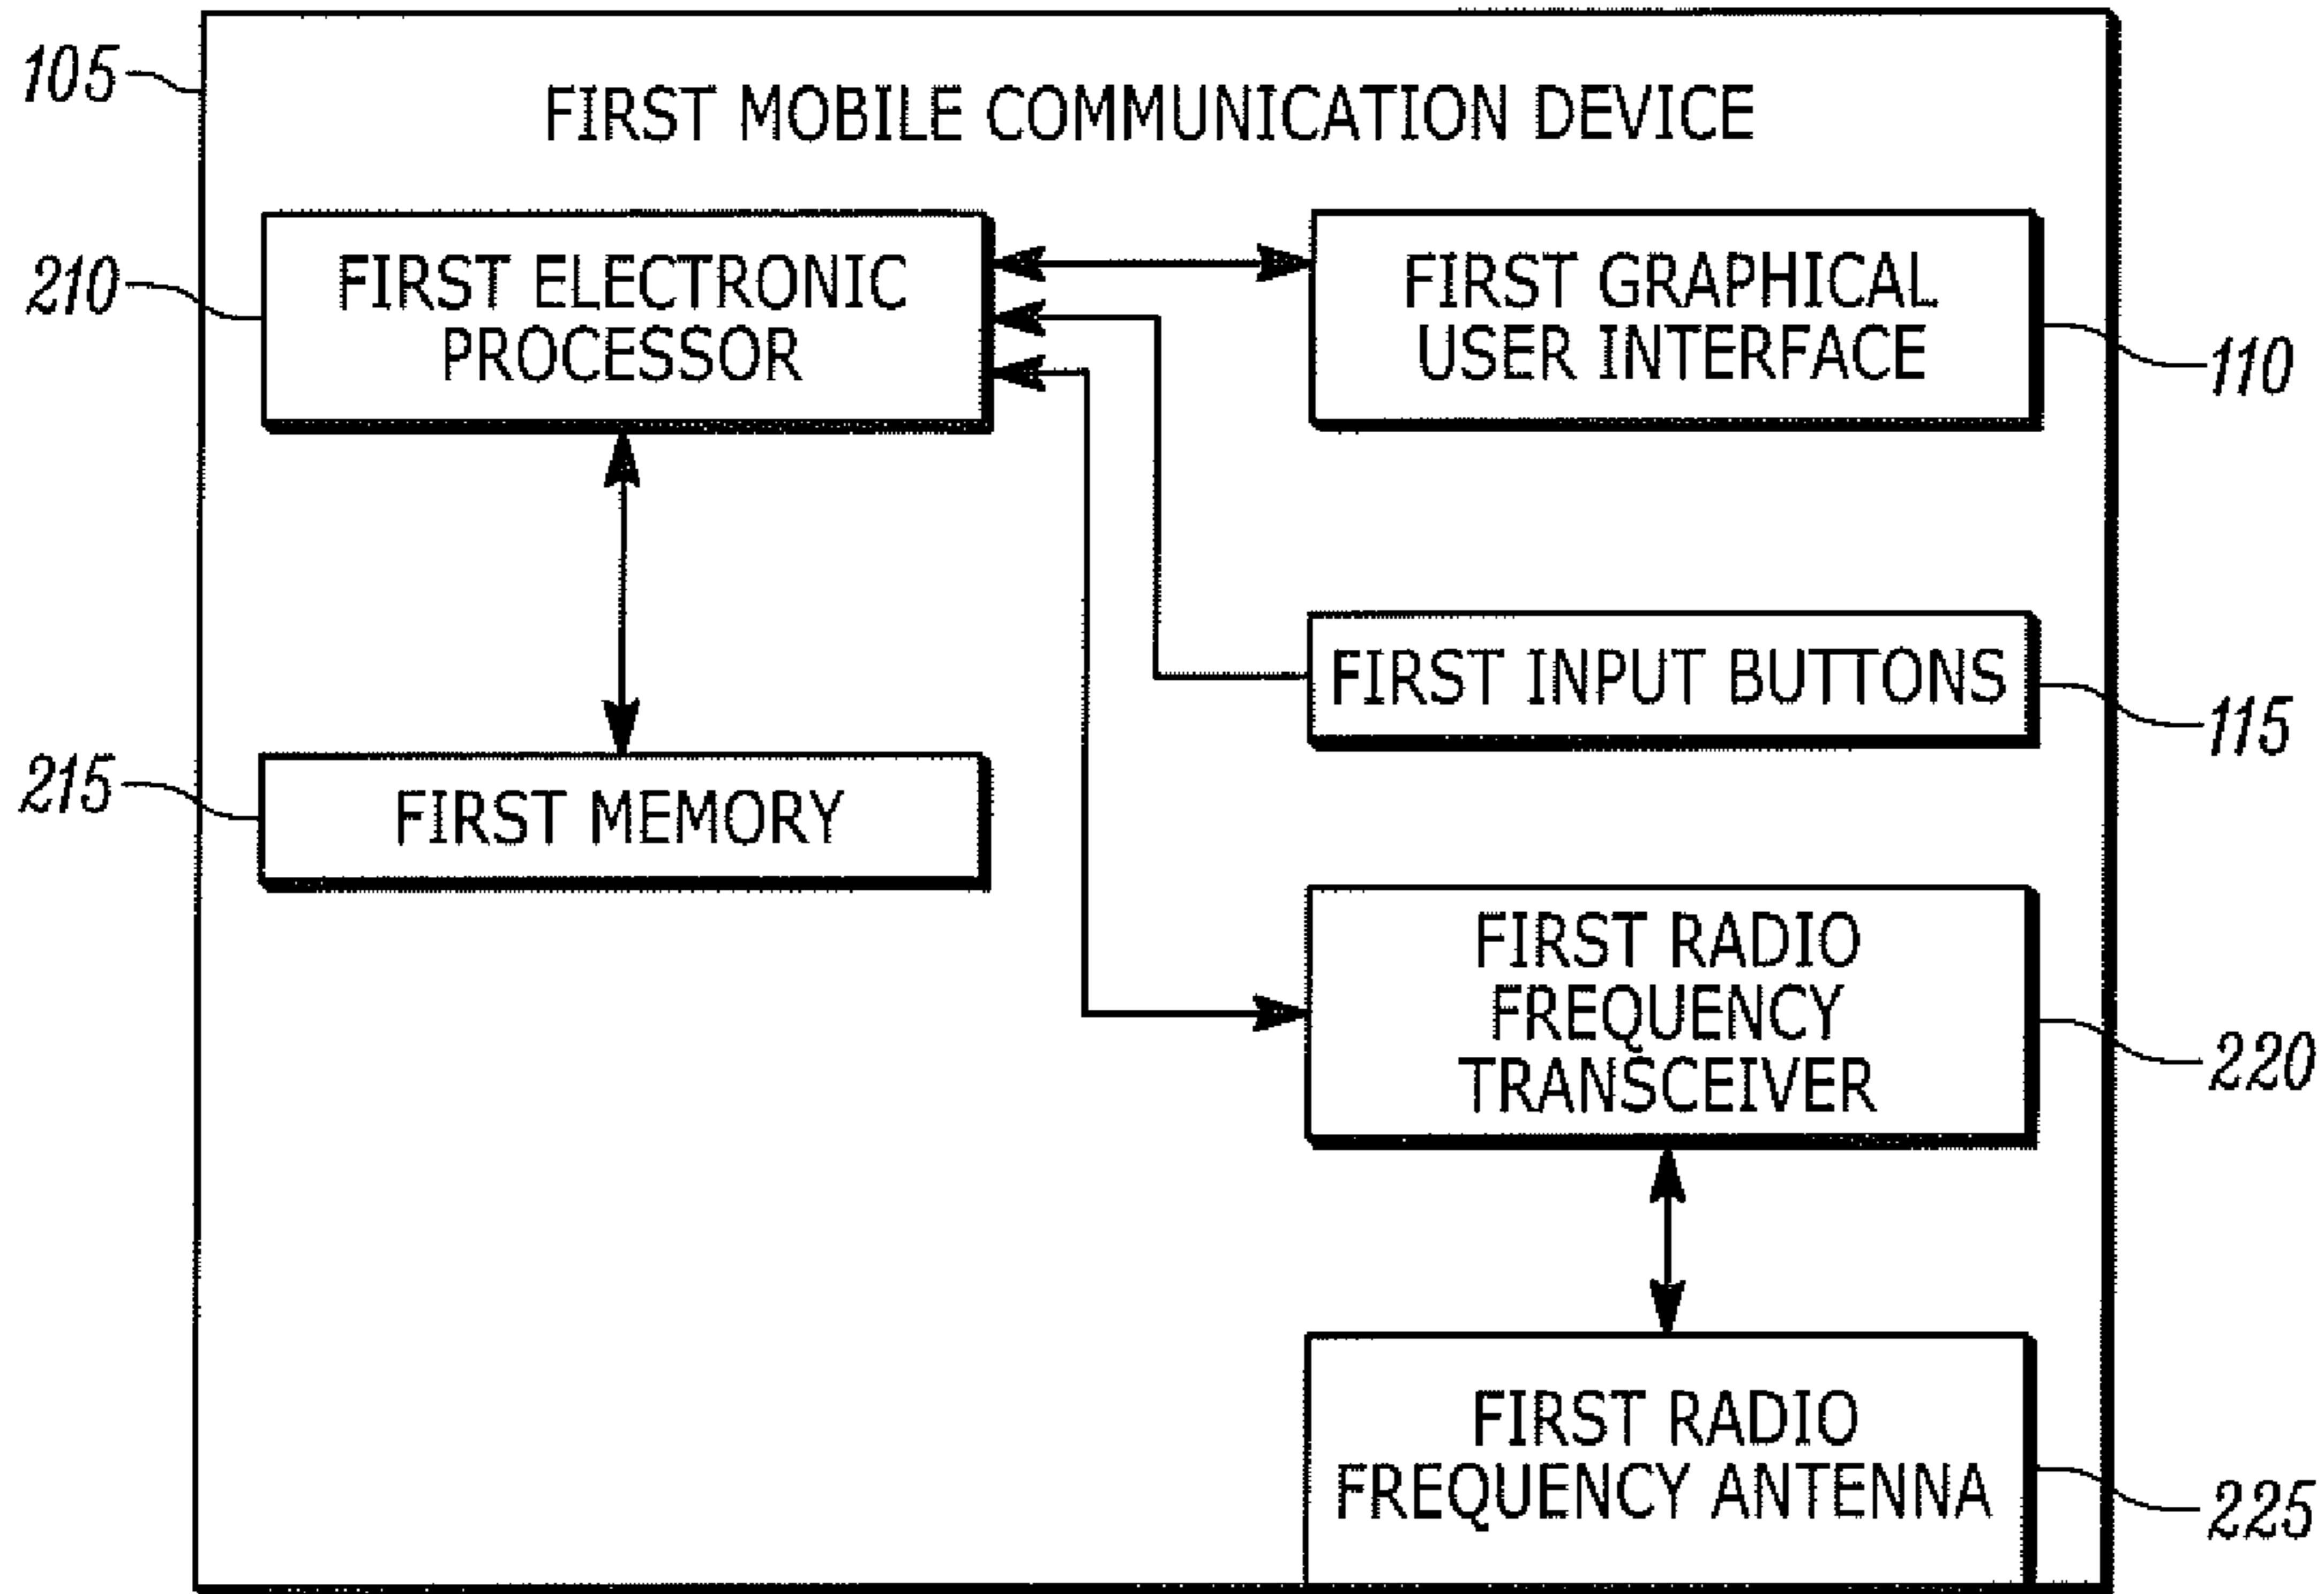 105
FIRST MOBILE COMMUNICATION DEVICE
210
FIRST ELECTRONIC
PROCESSOR
FIRST GRAPHICAL
USER INTERFACE
110
FIRST INPUT BUTTONS
115
215
FIRST MEMORY
FIRST RADIO
FREQUENCY
TRANSCEIVER
220
FIRST RADIO
FREQUENCY ANTENNA
225